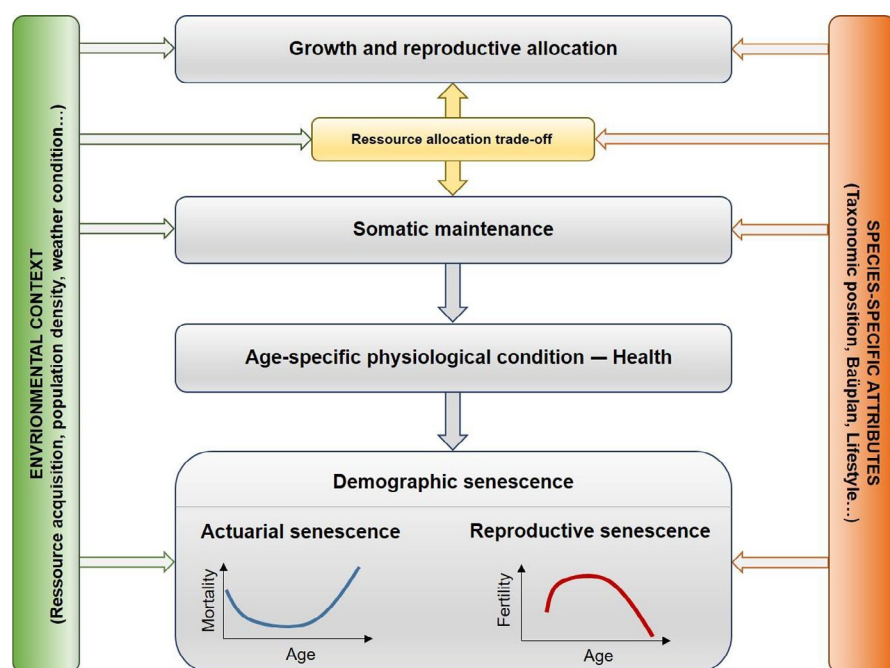 Growth and reproductive allocation
Ressource allocation trade-off
Somatic maintenance
Age-specific physiological condition — Health
Demographic senescence
Actuarial senescence
Reproductive senescence
Mortality
Age
Fertility
Age
ENVRIONMENTAL CONTEXT
(Ressource acquisition, population density, weather condition…)
SPECIES-SPECIFIC ATTRIBUTES
(Taxonomic position, Baüplan, Lifestyle…)